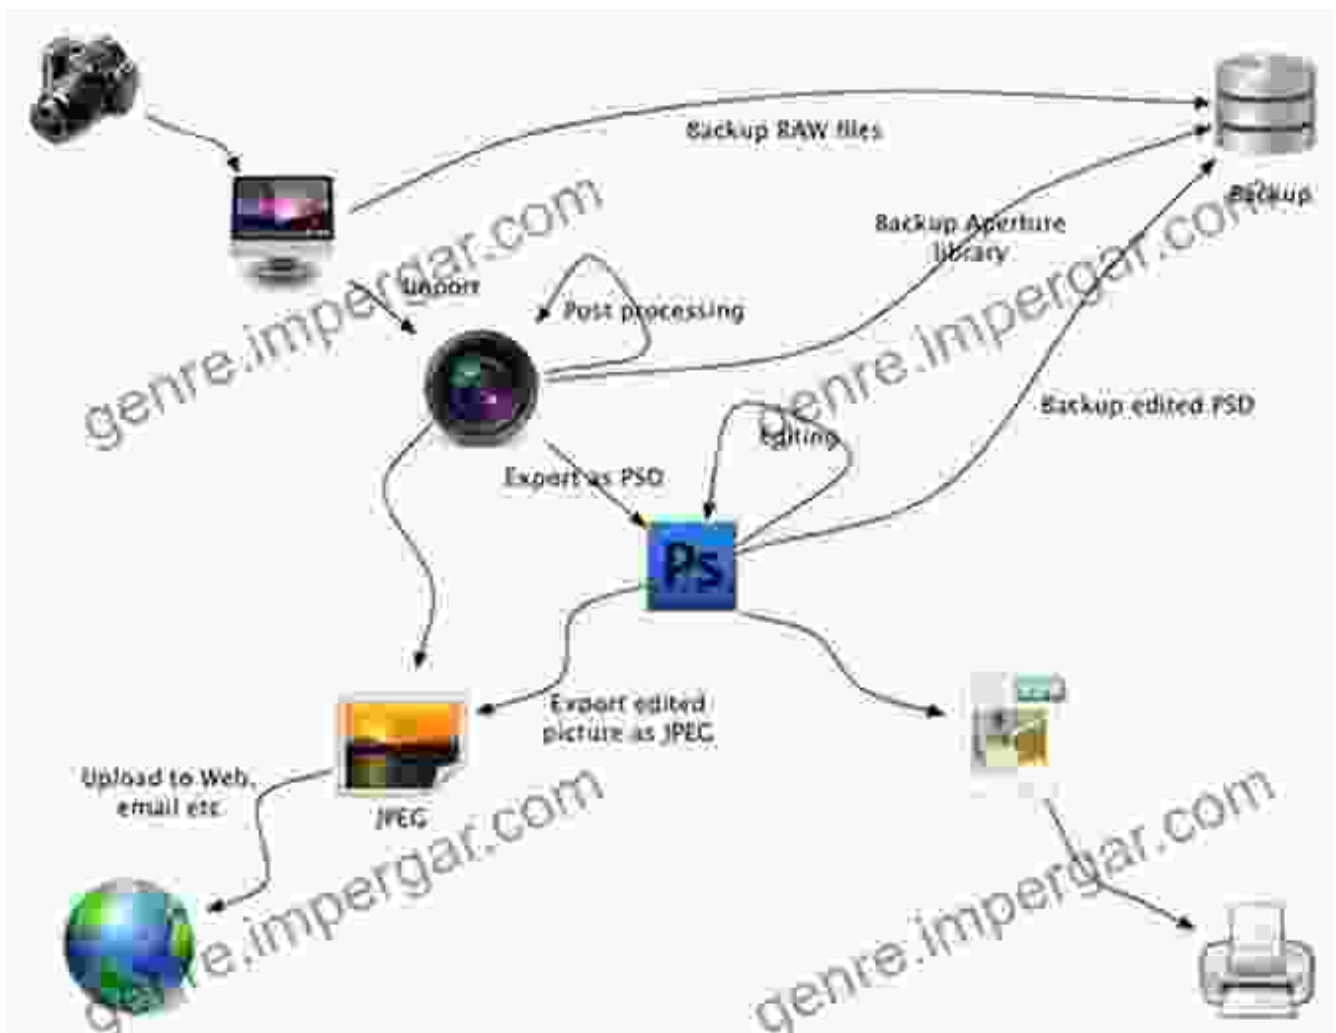 Backup RAW files
Backup
Backup Aperture
library
Import
Post processing
Backup edited PSD
Editing
Export as PSD
Ps
Export edited
picture as JPEG
Upload to Web,
email etc.
JPEG
genre.impergar.com
genre.impergar.com
genre.impergar.com
genre.impergar.com